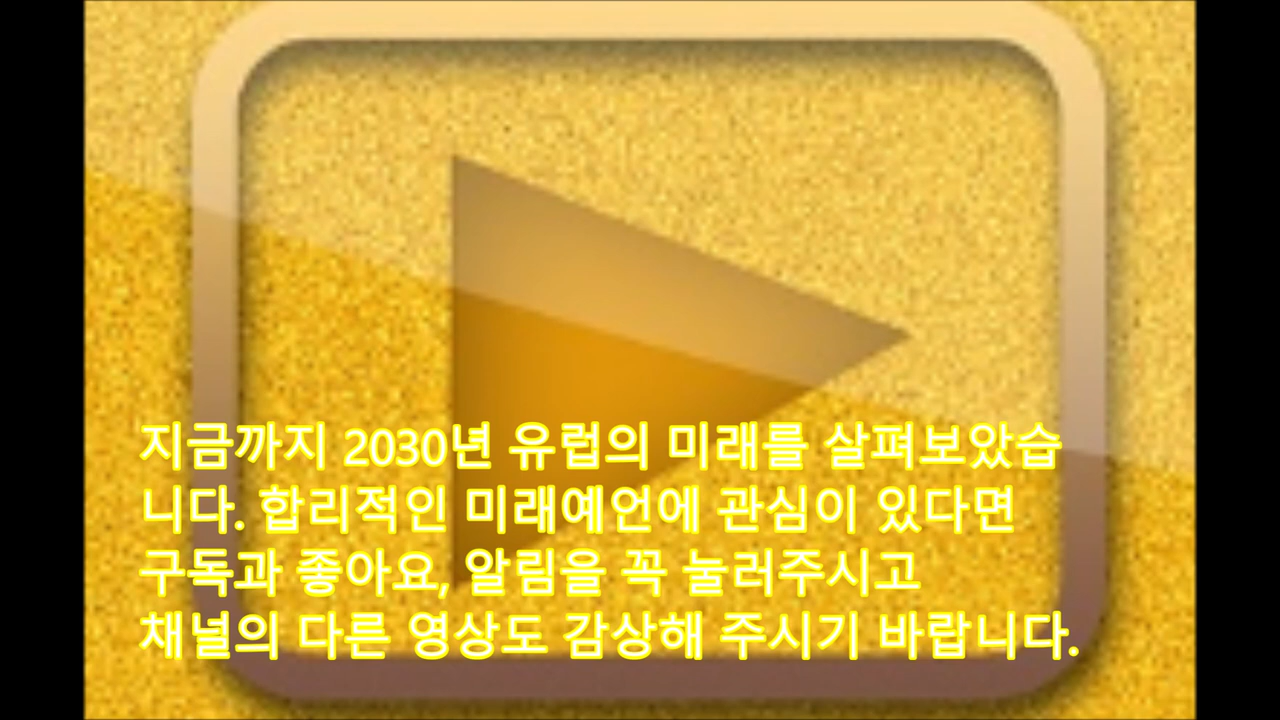 지금까지 2030년 유럽의 미래를 살펴보았습
니다. 합리적인 미래예언에 관심이 있다면
구독과 좋아요, 알림을 꼭 눌러주시고
채널의 다른 영상도 감상해 주시기 바랍니다.